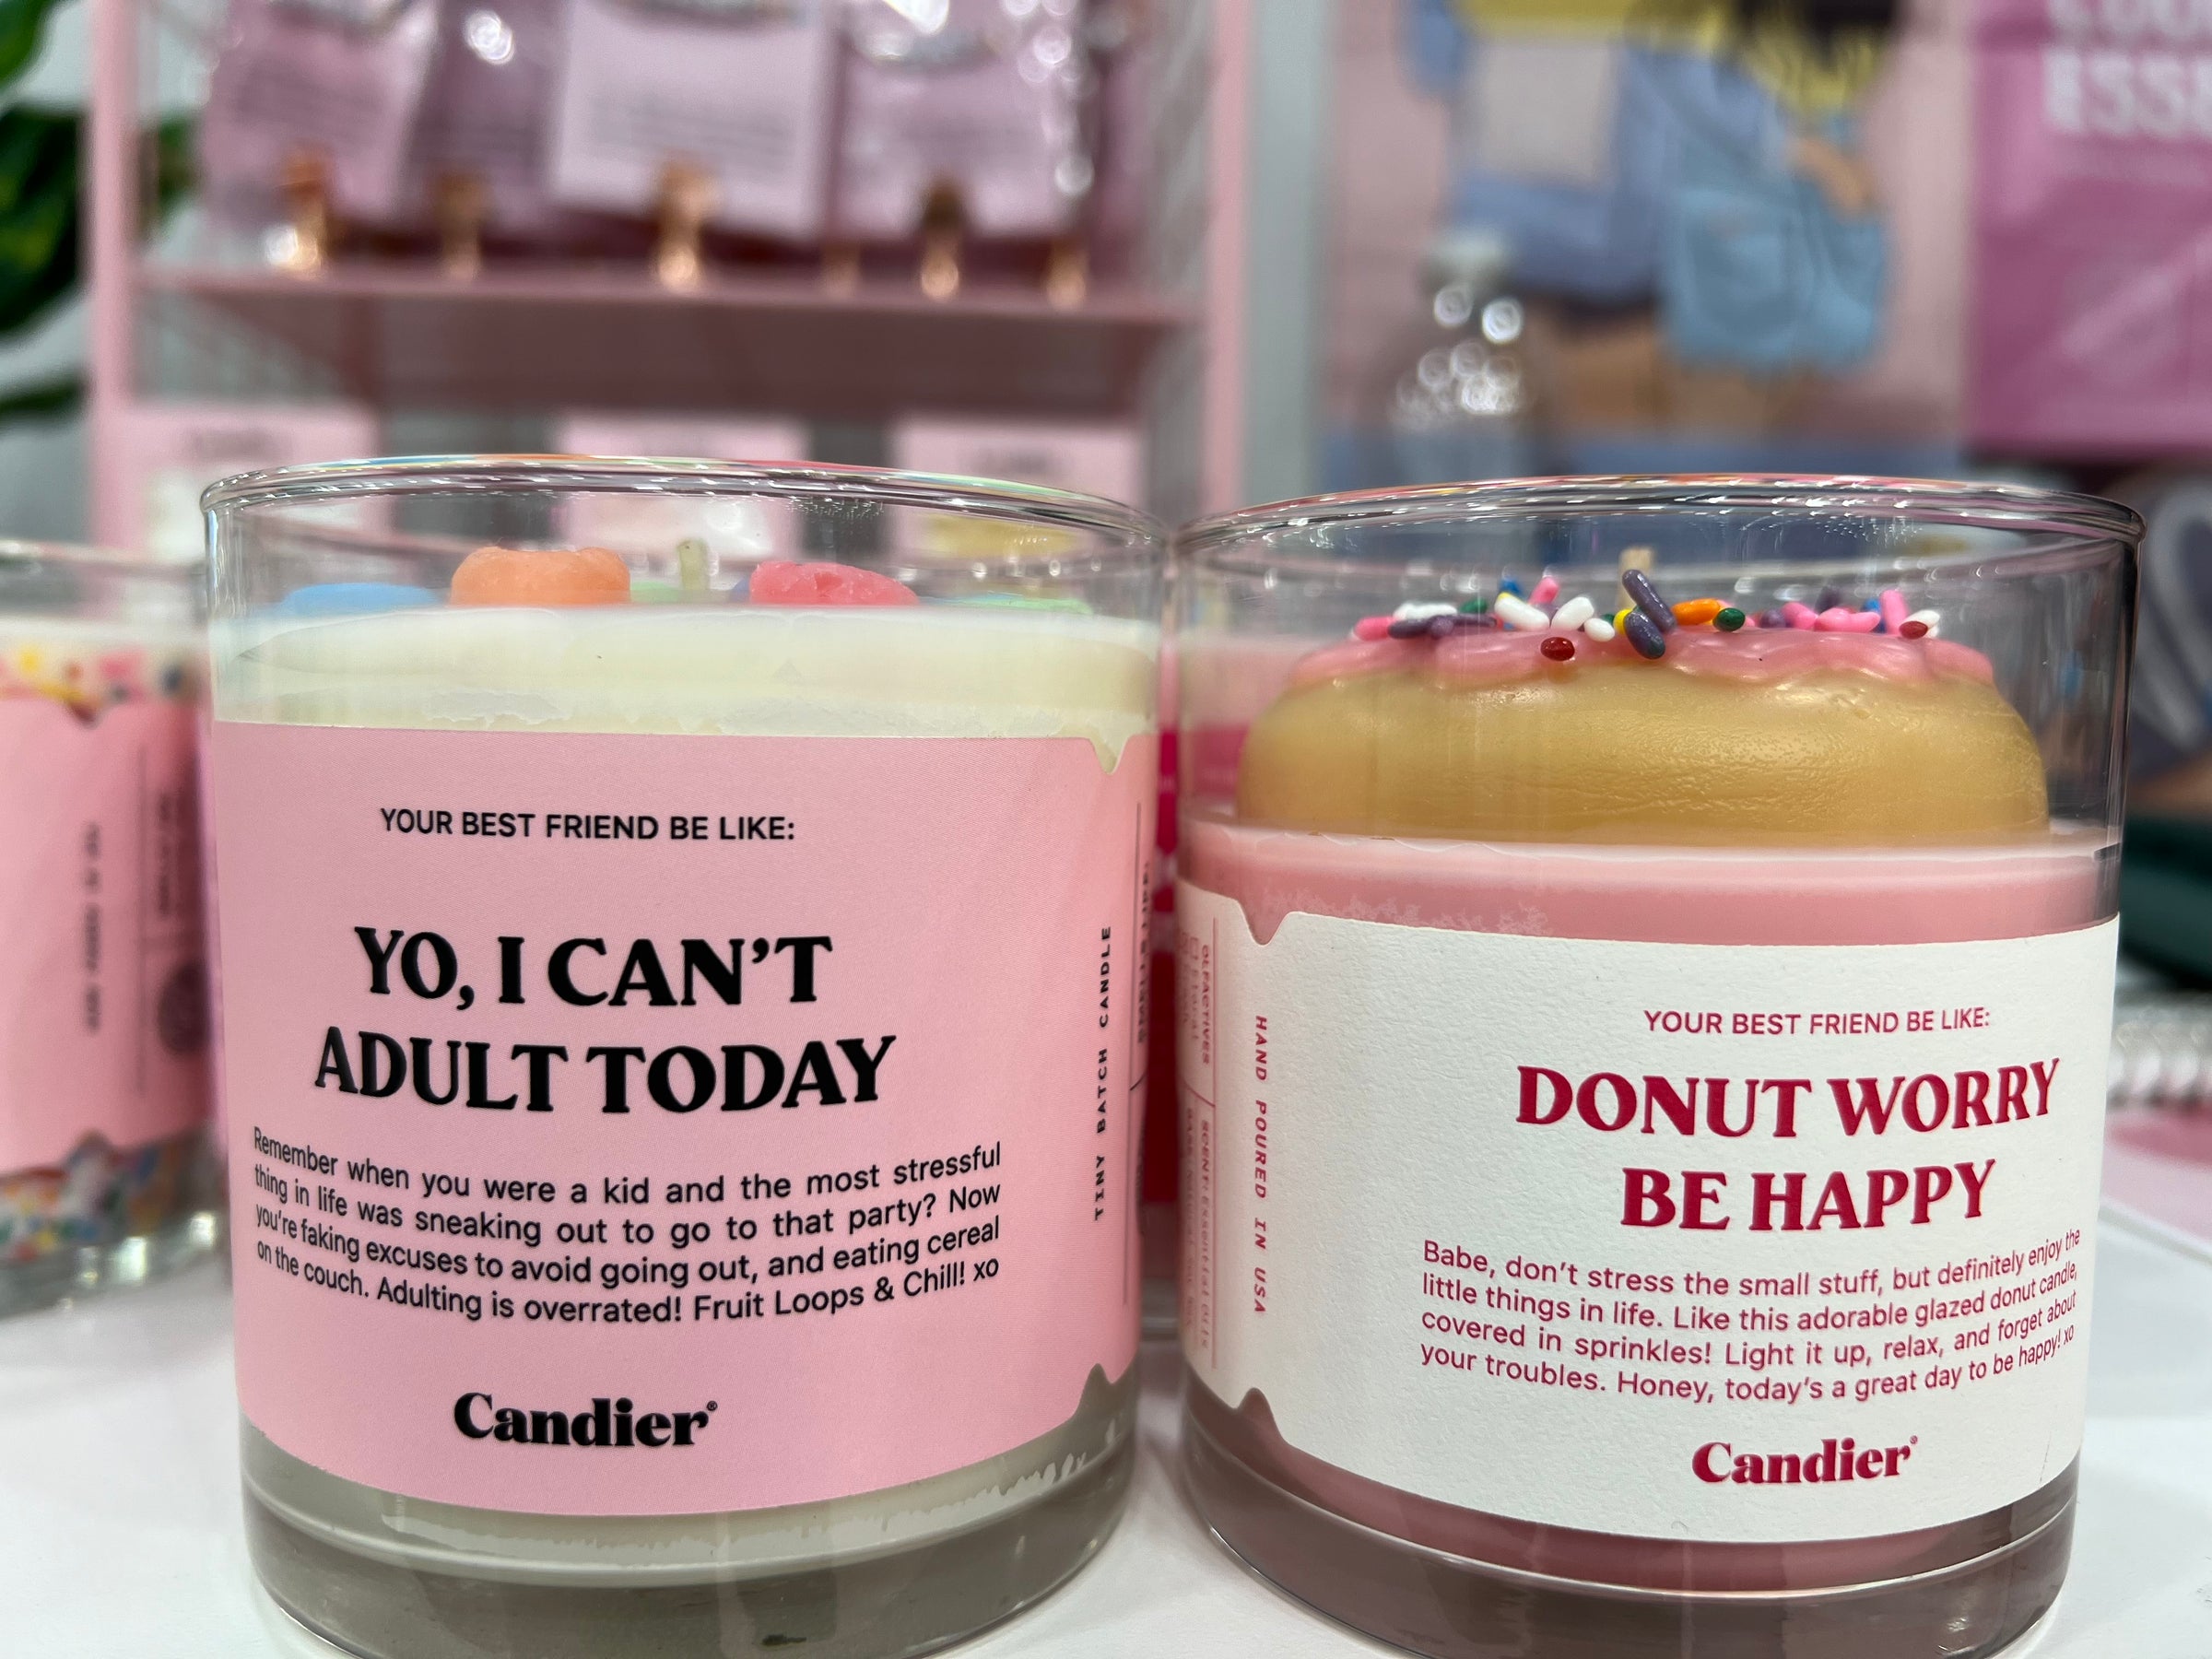 YOUR BEST FRIEND BE LIKE:
YO, I CAN'T
ADULT TODAY
Remember when you were a kid and the most stressful
thing in life was sneaking out to go to that party? Now
you're faking excuses to avoid going out, and eating cereal
on the couch. Adulting is overrated! Fruit Loops & Chill! xo
Candier®
TINY BATCH CANDLE
OLFACTIVES
HAND POURED IN USA
YOUR BEST FRIEND BE LIKE:
DONUT WORRY
BE HAPPY
Babe, don't stress the small stuff, but definitely enjoy the
little things in life. Like this adorable glazed donut candle,
covered in sprinkles! Light it up, relax, and forget about
your troubles. Honey, today's a great day to be happy! xo
Candier®